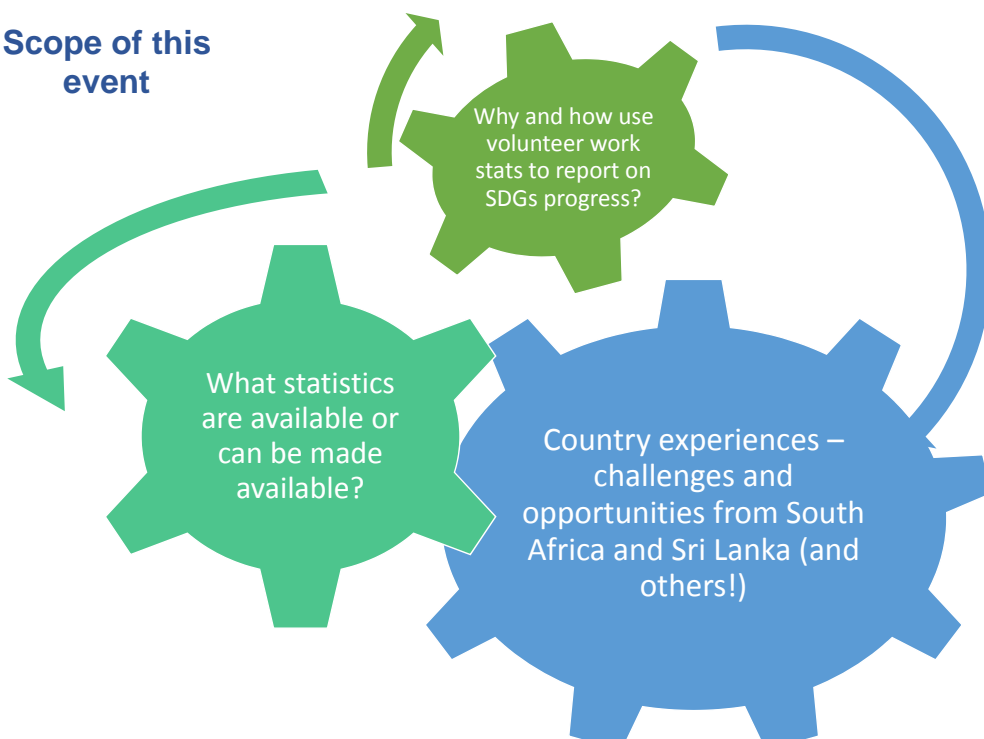 Scope of this
event
Why and how use
volunteer work
stats to report on
SDGs progress?
What statistics
are available or
can be made
available?
Country experiences –
challenges and
opportunities from South
Africa and Sri Lanka (and
others!)